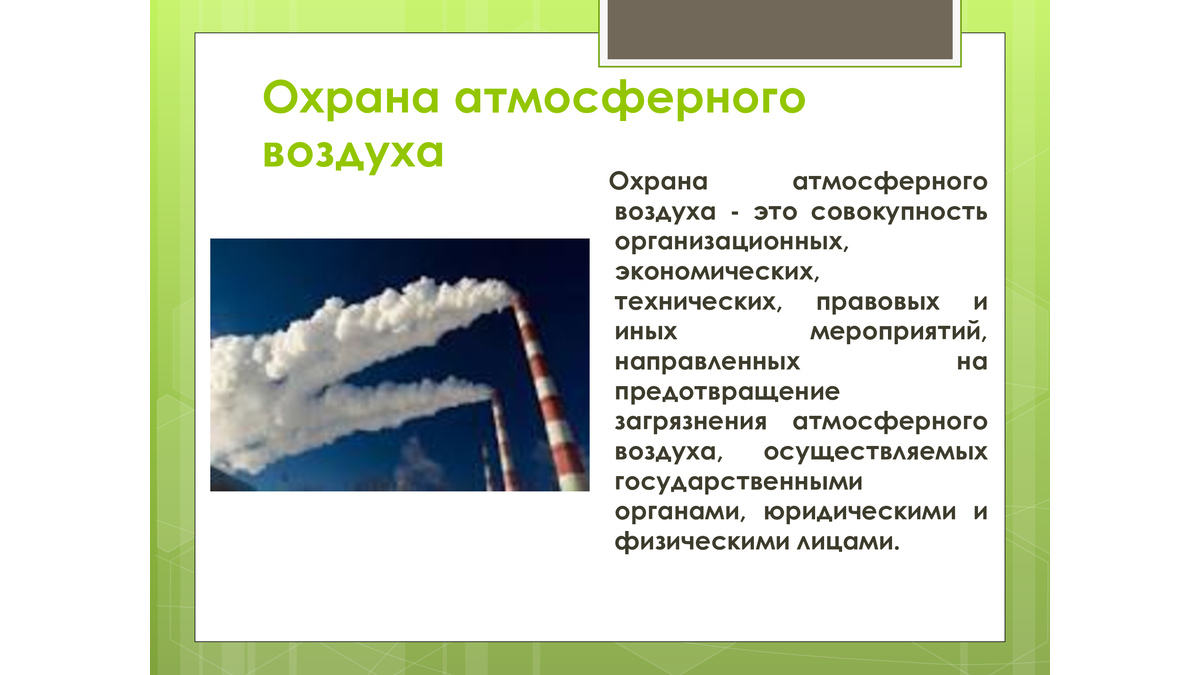 Охрана атмосферного
воздуха
Охрана атмосферного
воздуха - это совокупность
организационных,
экономических,
технических, правовых и
иных мероприятий,
направленных на
предотвращение
загрязнения атмосферного
воздуха, осуществляемых
государственными
органами, юридическими и
физическими лицами.